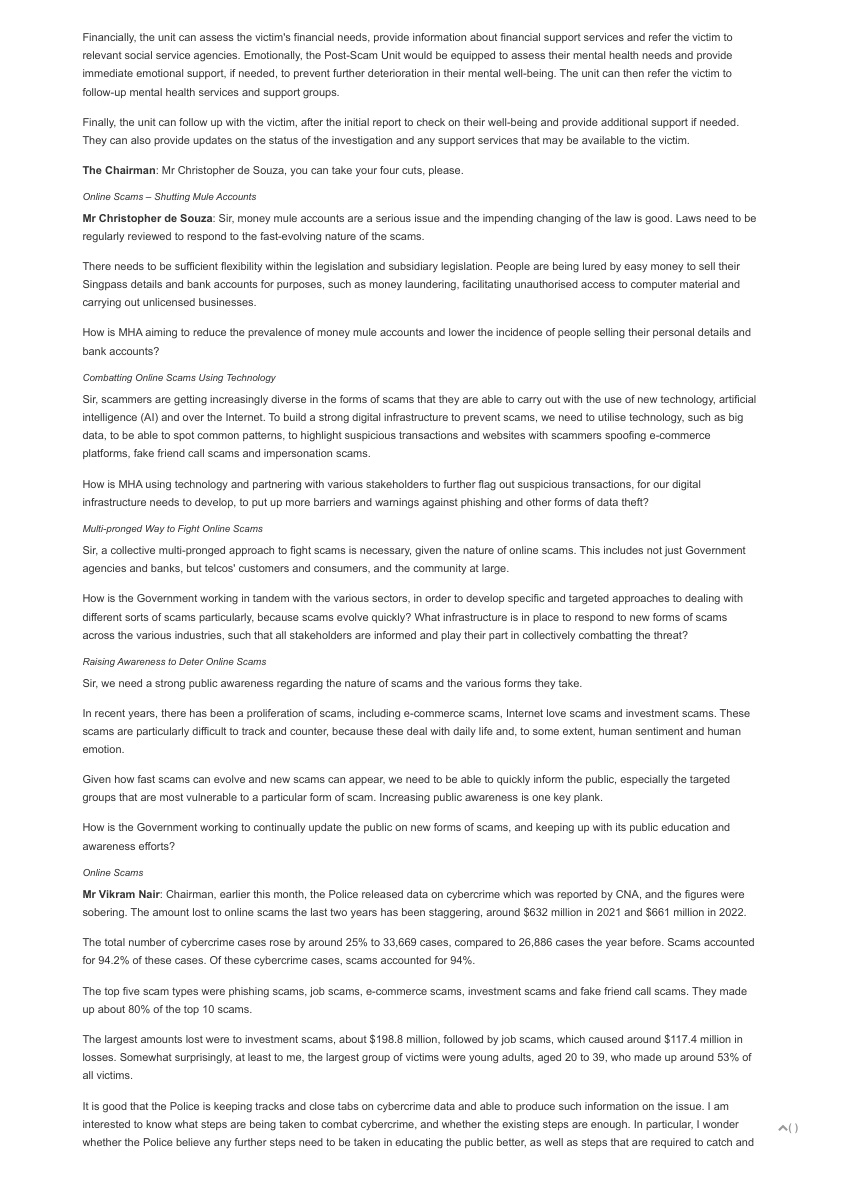 Financially, the unit can assess the victim's financial needs, provide information about financial support services and refer the victim to
relevant social service agencies. Emotionally, the Post-Scam Unit would be equipped to assess their mental health needs and provide
immediate emotional support, if needed, to prevent further deterioration in their mental well-being. The unit can then refer the victim to
follow-up mental health services and support groups.
Finally, the unit can follow up with the victim, after the initial report to check on their well-being and provide additional support if needed.
They can also provide updates on the status of the investigation and any support services that may be available to the victim.
The Chairman: Mr Christopher de Souza, you can take your four cuts, please.
Online Scams – Shutting Mule Accounts
Mr Christopher de Souza: Sir, money mule accounts are a serious issue and the impending changing of the law is good. Laws need to be
regularly reviewed to respond to the fast-evolving nature of the scams.
There needs to be sufficient flexibility within the legislation and subsidiary legislation. People are being lured by easy money to sell their
Singpass details and bank accounts for purposes, such as money laundering, facilitating unauthorised access to computer material and
carrying out unlicensed businesses.
How is MHA aiming to reduce the prevalence of money mule accounts and lower the incidence of people selling their personal details and
bank accounts?
Combatting Online Scams Using Technology
Sir, scammers are getting increasingly diverse in the forms of scams that they are able to carry out with the use of new technology, artificial
intelligence (AI) and over the Internet. To build a strong digital infrastructure to prevent scams, we need to utilise technology, such as big
data, to be able to spot common patterns, to highlight suspicious transactions and websites with scammers spoofing e-commerce
platforms, fake friend call scams and impersonation scams.
How is MHA using technology and partnering with various stakeholders to further flag out suspicious transactions, for our digital
infrastructure needs to develop, to put up more barriers and warnings against phishing and other forms of data theft?
Multi-pronged Way to Fight Online Scams
Sir, a collective multi-pronged approach to fight scams is necessary, given the nature of online scams. This includes not just Government
agencies and banks, but telcos' customers and consumers, and the community at large.
How is the Government working in tandem with the various sectors, in order to develop specific and targeted approaches to dealing with
different sorts of scams particularly, because scams evolve quickly? What infrastructure is in place to respond to new forms of scams
across the various industries, such that all stakeholders are informed and play their part in collectively combatting the threat?
Raising Awareness to Deter Online Scams
Sir, we need a strong public awareness regarding the nature of scams and the various forms they take.
In recent years, there has been a proliferation of scams, including e-commerce scams, Internet love scams and investment scams. These
scams are particularly difficult to track and counter, because these deal with daily life and, to some extent, human sentiment and human
emotion.
Given how fast scams can evolve and new scams can appear, we need to be able to quickly inform the public, especially the targeted
groups that are most vulnerable to a particular form of scam. Increasing public awareness is one key plank.
How is the Government working to continually update the public on new forms of scams, and keeping up with its public education and
awareness efforts?
Online Scams
Mr Vikram Nair: Chairman, earlier this month, the Police released data on cybercrime which was reported by CNA, and the figures were
sobering. The amount lost to online scams the last two years has been staggering, around $632 million in 2021 and $661 million in 2022.
The total number of cybercrime cases rose by around 25% to 33,669 cases, compared to 26,886 cases the year before. Scams accounted
for 94.2% of these cases. Of these cybercrime cases, scams accounted for 94%.
The top five scam types were phishing scams, job scams, e-commerce scams, investment scams and fake friend call scams. They made
up about 80% of the top 10 scams.
The largest amounts lost were to investment scams, about $198.8 million, followed by job scams, which caused around $117.4 million in
losses. Somewhat surprisingly, at least to me, the largest group of victims were young adults, aged 20 to 39, who made up around 53% of
all victims.
It is good that the Police is keeping tracks and close tabs on cybercrime data and able to produce such information on the issue. I am
interested to know what steps are being taken to combat cybercrime, and whether the existing steps are enough. In particular, I wonder
whether the Police believe any further steps need to be taken in educating the public better, as well as steps that are required to catch and
( )